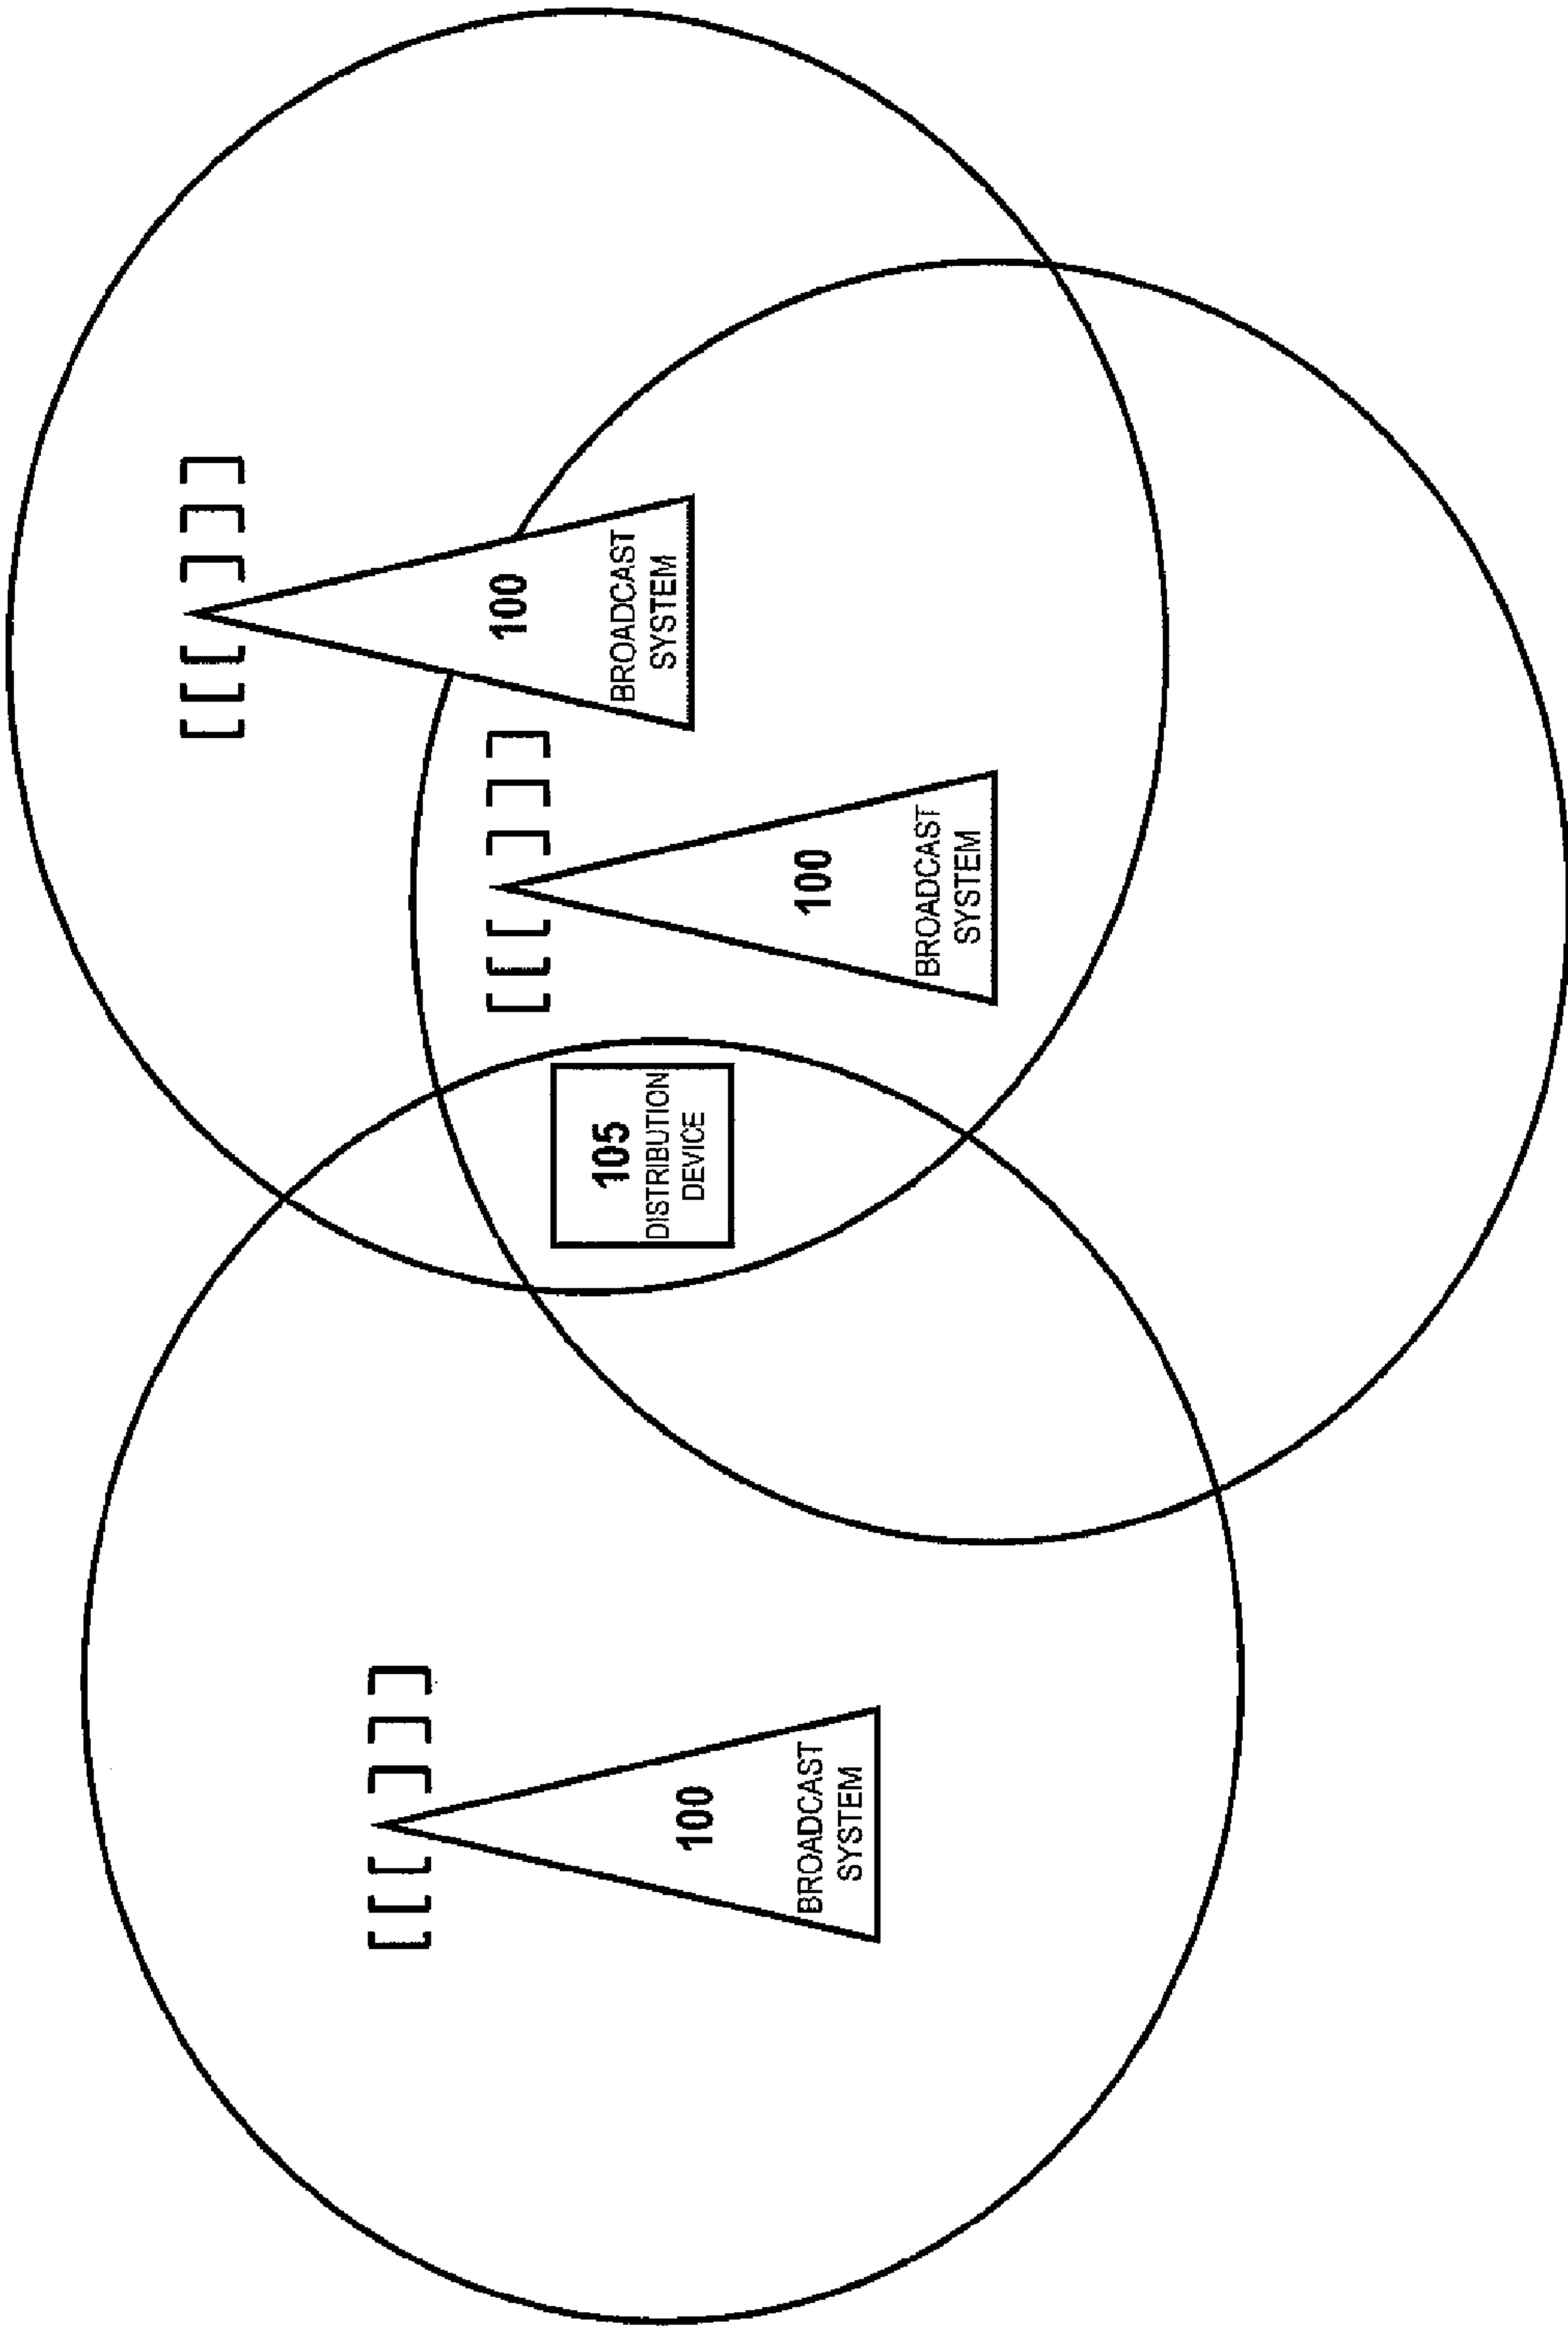 100
BROADCAST
SYSTEM
105
DISTRIBUTION
DEVICE
100
BROADCAST
SYSTEM
100
BROADCAST
SYSTEM